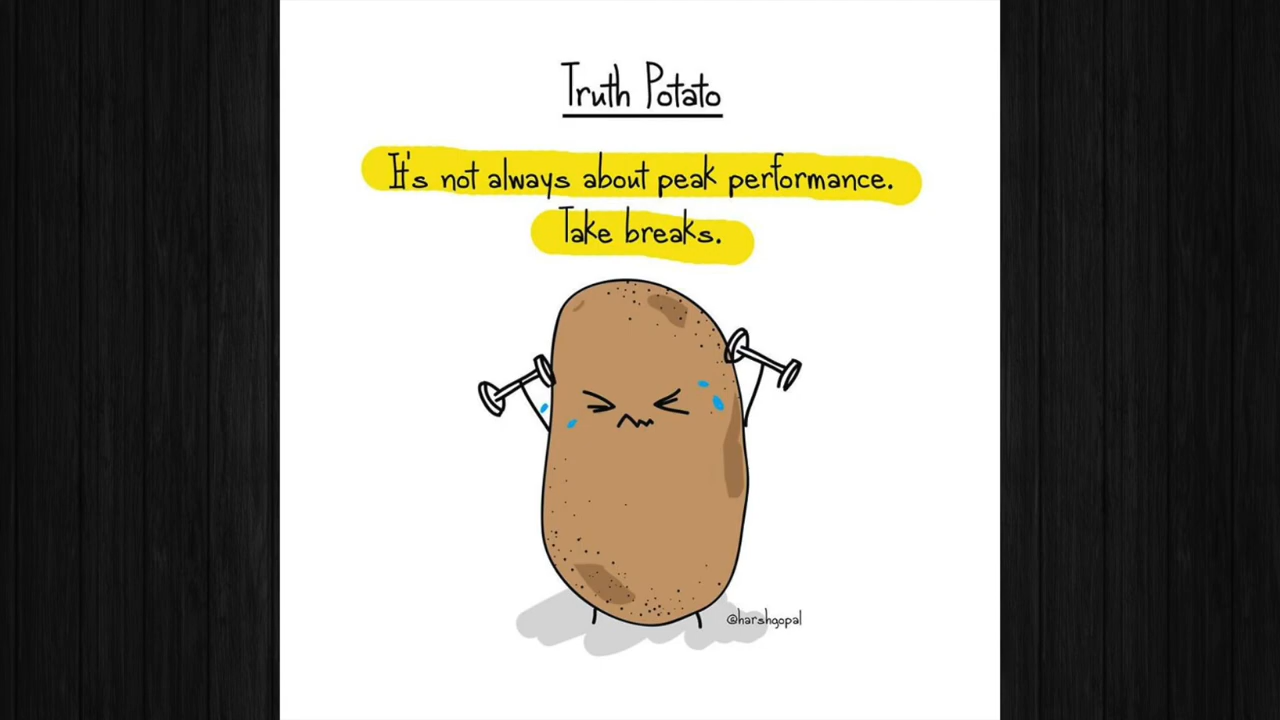 Truth Potato
It's not always about peak performance.
Take breaks.
@harshgopal